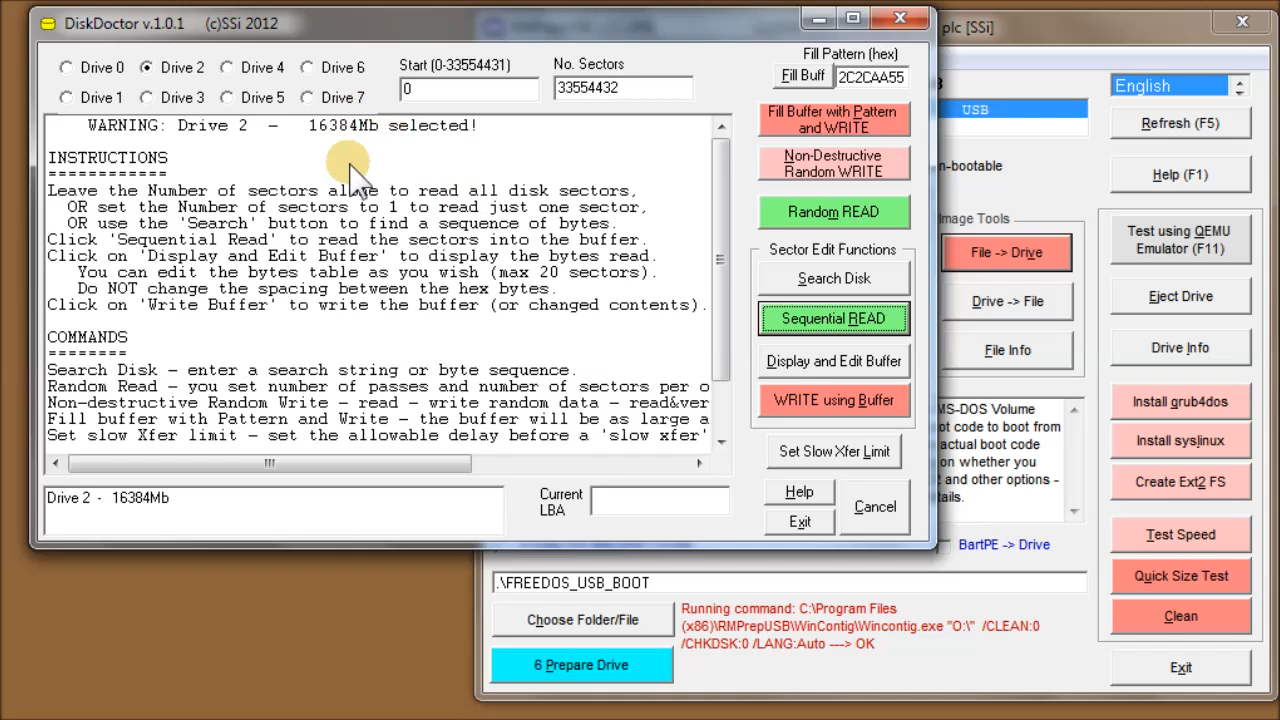 DiskDoctor v.1.0.1 (c)SSi 2012
plc [SSi]
Drive 0
Drive 2
Drive 4
Drive 6
Drive 1
Drive 3
Drive 5
Drive 7
Start (0-33554431)
0
No. Sectors
33554432
Fill Pattern (hex)
Fill Buff
2C2CAA55
WARNING: Drive 2 - 16384Mb selected!
INSTRUCTIONS
============
Leave the Number of sectors alone to read all disk sectors,
OR set the Number of sectors to 1 to read just one sector,
OR use the 'Search' button to find a sequence of bytes.
Click 'Sequential Read' to read the sectors into the buffer.
Click on 'Display and Edit Buffer' to display the bytes read.
You can edit the bytes table as you wish (max 20 sectors).
Do NOT change the spacing between the hex bytes.
Click on 'Write Buffer' to write the buffer (or changed contents).
COMMANDS
========
Search Disk - enter a search string or byte sequence.
Random Read - you set number of passes and number of sectors per o
Non-destructive Random Write - read - write random data - read&ver
Fill buffer with Pattern and Write - the buffer will be as large a
Set slow Xfer limit - set the allowable delay before a 'slow xfer'
Drive 2 - 16384Mb
Current
LBA
Fill Buffer with Pattern
and WRITE
Non-Destructive
Random WRITE
Random READ
Sector Edit Functions
Search Disk
Sequential READ
Display and Edit Buffer
WRITE using Buffer
Set Slow Xfer Limit
Help
Exit
Cancel
B
USB
n-bootable
mage Tools
File -> Drive
Drive -> File
File Info
MS-DOS Volume
ot code to boot from
actual boot code
on whether you
2 and other options -
tails.
BartPE -> Drive
.\FREEDOS_USB_BOOT
Choose Folder/File
6 Prepare Drive
Running command: C:\Program Files
(x86)\RMPrepUSB\WinContig\Wincontig.exe "O:\" /CLEAN:0
/CHKDSK:0 /LANG:Auto ---> OK
English
Refresh (F5)
Help (F1)
Test using QEMU
Emulator (F11)
Eject Drive
Drive Info
Install grub4dos
Install syslinux
Create Ext2 FS
Test Speed
Quick Size Test
Clean
Exit